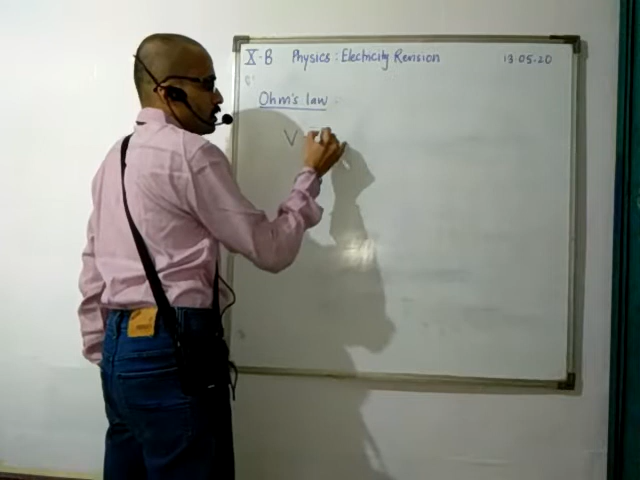 X-B Physics : Electricity Revision 13.05.20
Ohm's law :
V